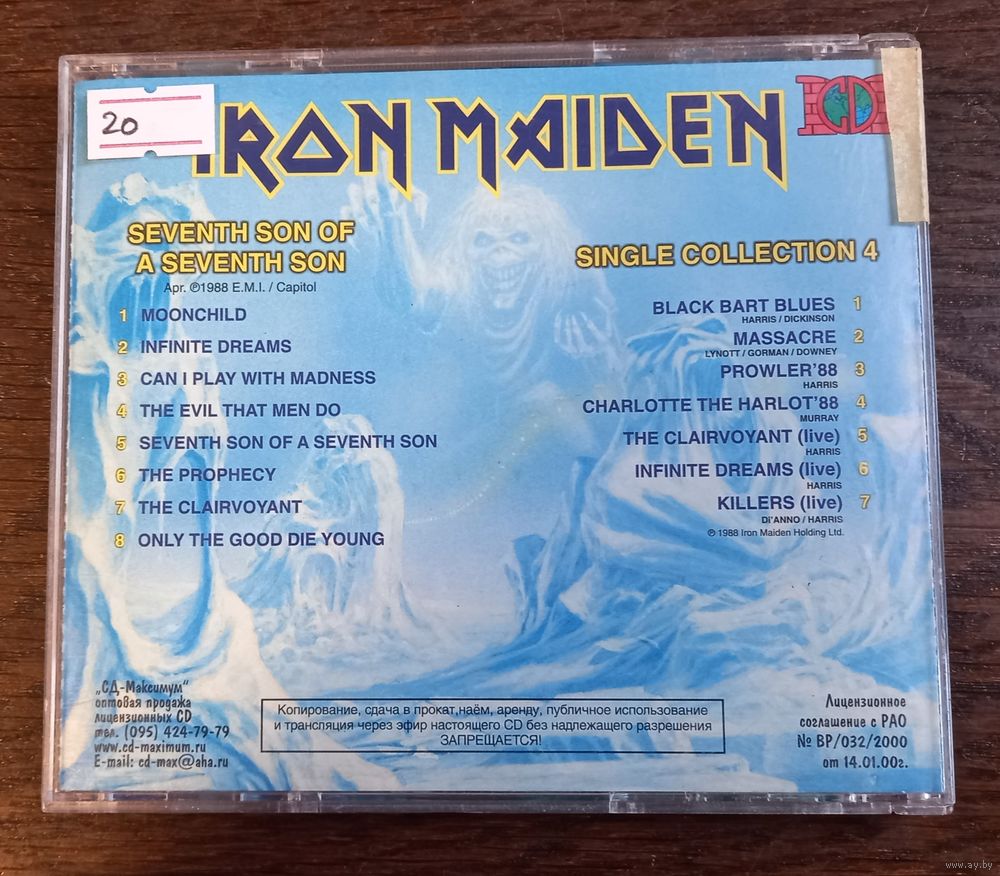 20
IRON MAIDEN
CD
SEVENTH SON OF
A SEVENTH SON
Apr. ℗1988 E.M.I. / Capitol
1 MOONCHILD
2 INFINITE DREAMS
3 CAN I PLAY WITH MADNESS
4 THE EVIL THAT MEN DO
5 SEVENTH SON OF A SEVENTH SON
6 THE PROPHECY
7 THE CLAIRVOYANT
8 ONLY THE GOOD DIE YOUNG
SINGLE COLLECTION 4
BLACK BART BLUES 1
HARRIS / DICKINSON
MASSACRE 2
LYNOTT / GORMAN / DOWNEY
PROWLER'88 3
HARRIS
CHARLOTTE THE HARLOT'88 4
MURRAY
THE CLAIRVOYANT (live) 5
HARRIS
INFINITE DREAMS (live) 6
HARRIS
KILLERS (live) 7
Di'ANNO / HARRIS
℗ 1988 Iron Maiden Holding Ltd.
„СД-Максимум"
оптовая продажа
лицензионных CD
тел. (095) 424-79-79
www.cd-maximum.ru
E-mail: cd-max@aha.ru
Копирование, сдача в прокат,наём, аренду, публичное использование
и трансляция через эфир настоящего CD без надлежащего разрешения
ЗАПРЕЩАЕТСЯ!
Лицензионное
соглашение с РАО
№ ВР/032/2000
от 14.01.00г.
www.ay.by